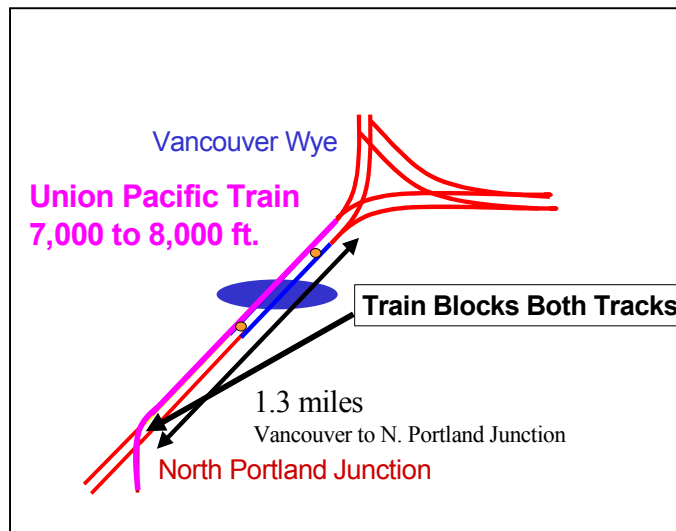 Vancouver Wye
Union Pacific Train
7,000 to 8,000 ft.
Train Blocks Both Tracks
1.3 miles
Vancouver to N. Portland Junction
North Portland Junction